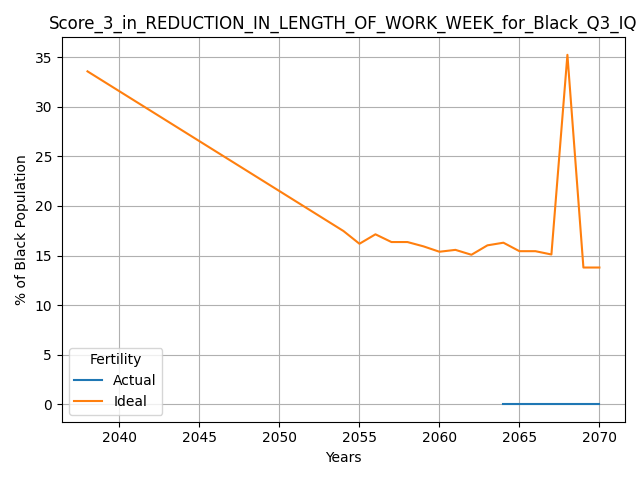 Score_3_in_REDUCTION_IN_LENGTH_OF_WORK_WEEK_for_Black_Q3_IQ
% of Black Population
35
30
25
20
15
10
5
0
Fertility
Actual
Ideal
2040 2045 2050 2055 2060 2065 2070
Years